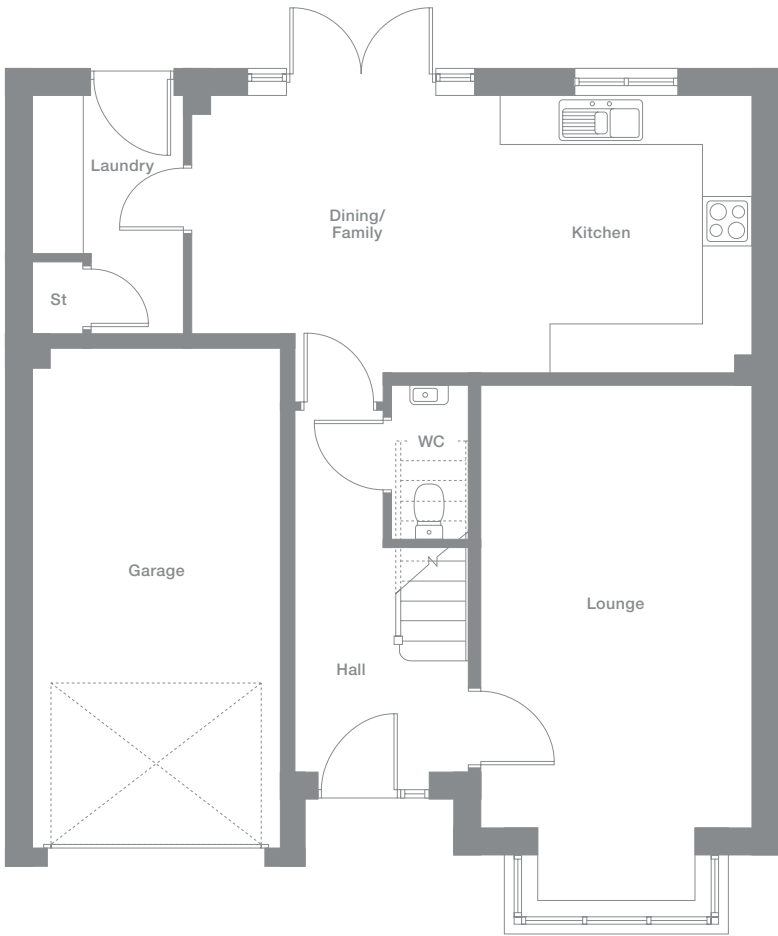 Laundry
Dining/
Family
Kitchen
St
WC
Garage
Lounge
Hall